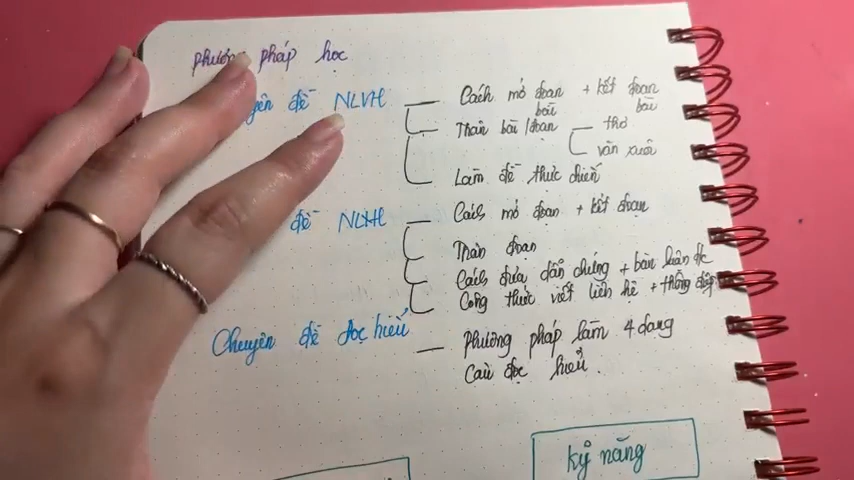 phương pháp học
đề NLVH
Cách mở đoạn + kết đoạn
bài bài
Thân bài / đoạn
thơ
văn xuôi
Làm đề thực chiến
đề NLXH
Cách mở đoạn + kết đoạn
Thân đoạn
Cách đưa dẫn chứng + bàn luận
Công thức viết liên hệ + thông điệp
Chuyên đề đọc hiểu
phương pháp làm 4 dạng
câu đọc hiểu.
kỹ năng